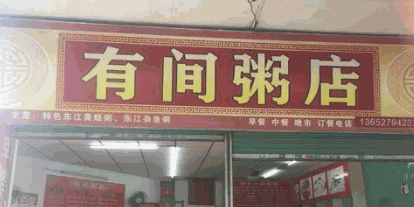 有间粥店
主营：特色东江黄蚬粥、东江杂鱼粥
早餐 中餐 晚市 订餐电话